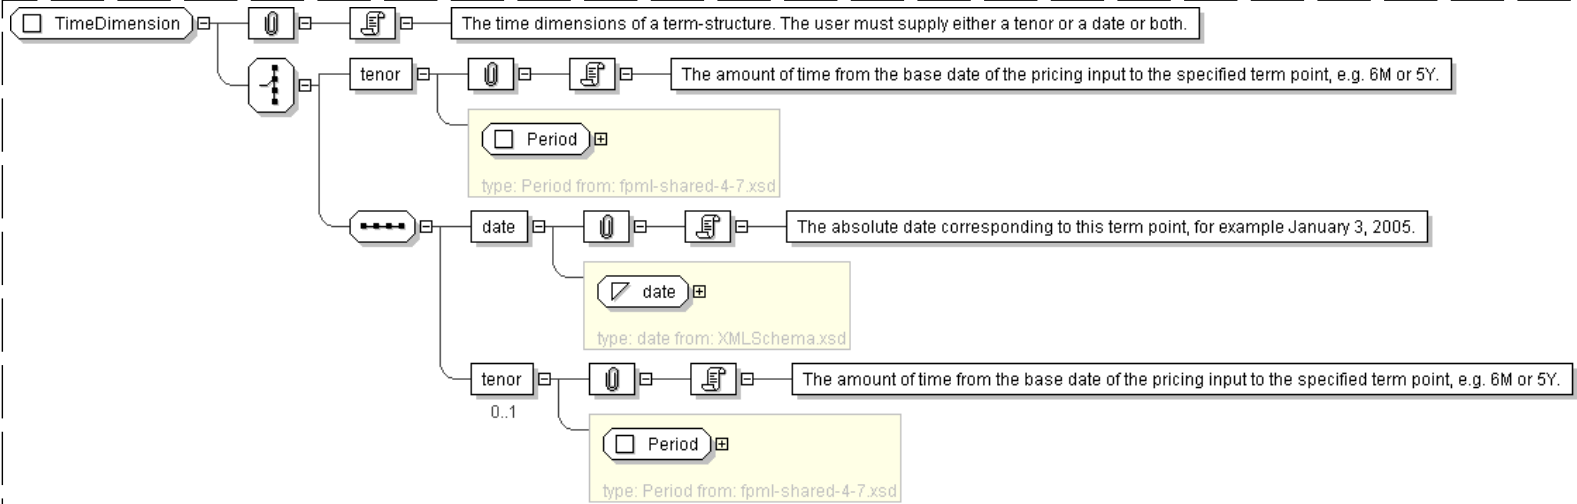 TimeDimension
The time dimensions of a term-structure. The user must supply either a tenor or a date or both.
tenor
The amount of time from the base date of the pricing input to the specified term point, e.g. 6M or 5Y.
Period
type: Period from: fpml-shared-4-7.xsd
date
The absolute date corresponding to this term point, for example January 3, 2005.
date
type: date from: XMLSchema.xsd
tenor
The amount of time from the base date of the pricing input to the specified term point, e.g. 6M or 5Y.
0..1
Period
type: Period from: fpml-shared-4-7.xsd